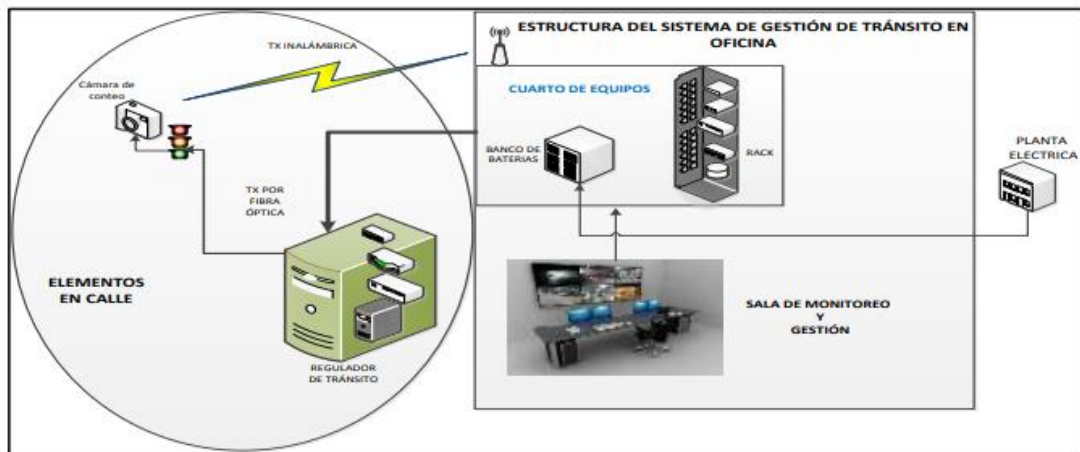 ESTRUCTURA DEL SISTEMA DE GESTIÓN DE TRÁNSITO EN
OFICINA
TX INALÁMBRICA
Cámara de
conteo
CUARTO DE EQUIPOS
BANCO DE
BATERIAS
RACK
PLANTA
ELECTRICA
TX POR
FIBRA
ÓPTICA
ELEMENTOS
EN CALLE
REGULADOR
DE TRÁNSITO
SALA DE MONITOREO
Y
GESTIÓN